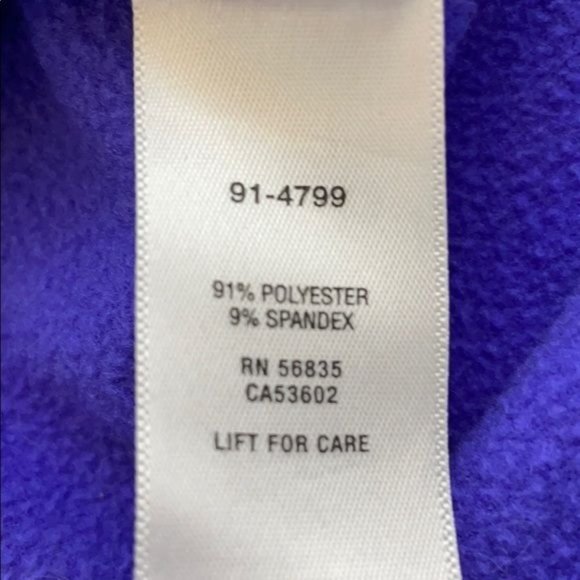 91-4799
91% POLYESTER
9% SPANDEX
RN 56835
CA53602
LIFT FOR CARE